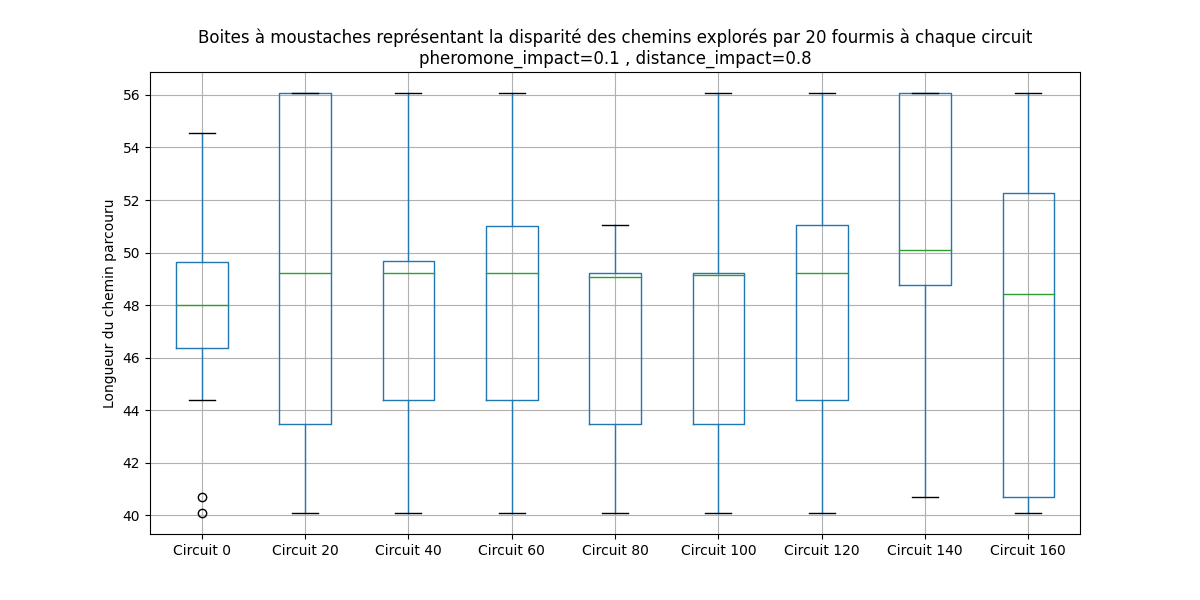 Boites à moustaches représentant la disparité des chemins explorés par 20 fourmis à chaque circuit
pheromone_impact=0.1 , distance_impact=0.8
Longueur du chemin parcouru
56
54
52
50
48
46
44
42
40
Circuit 0
Circuit 20
Circuit 40
Circuit 60
Circuit 80
Circuit 100
Circuit 120
Circuit 140
Circuit 160